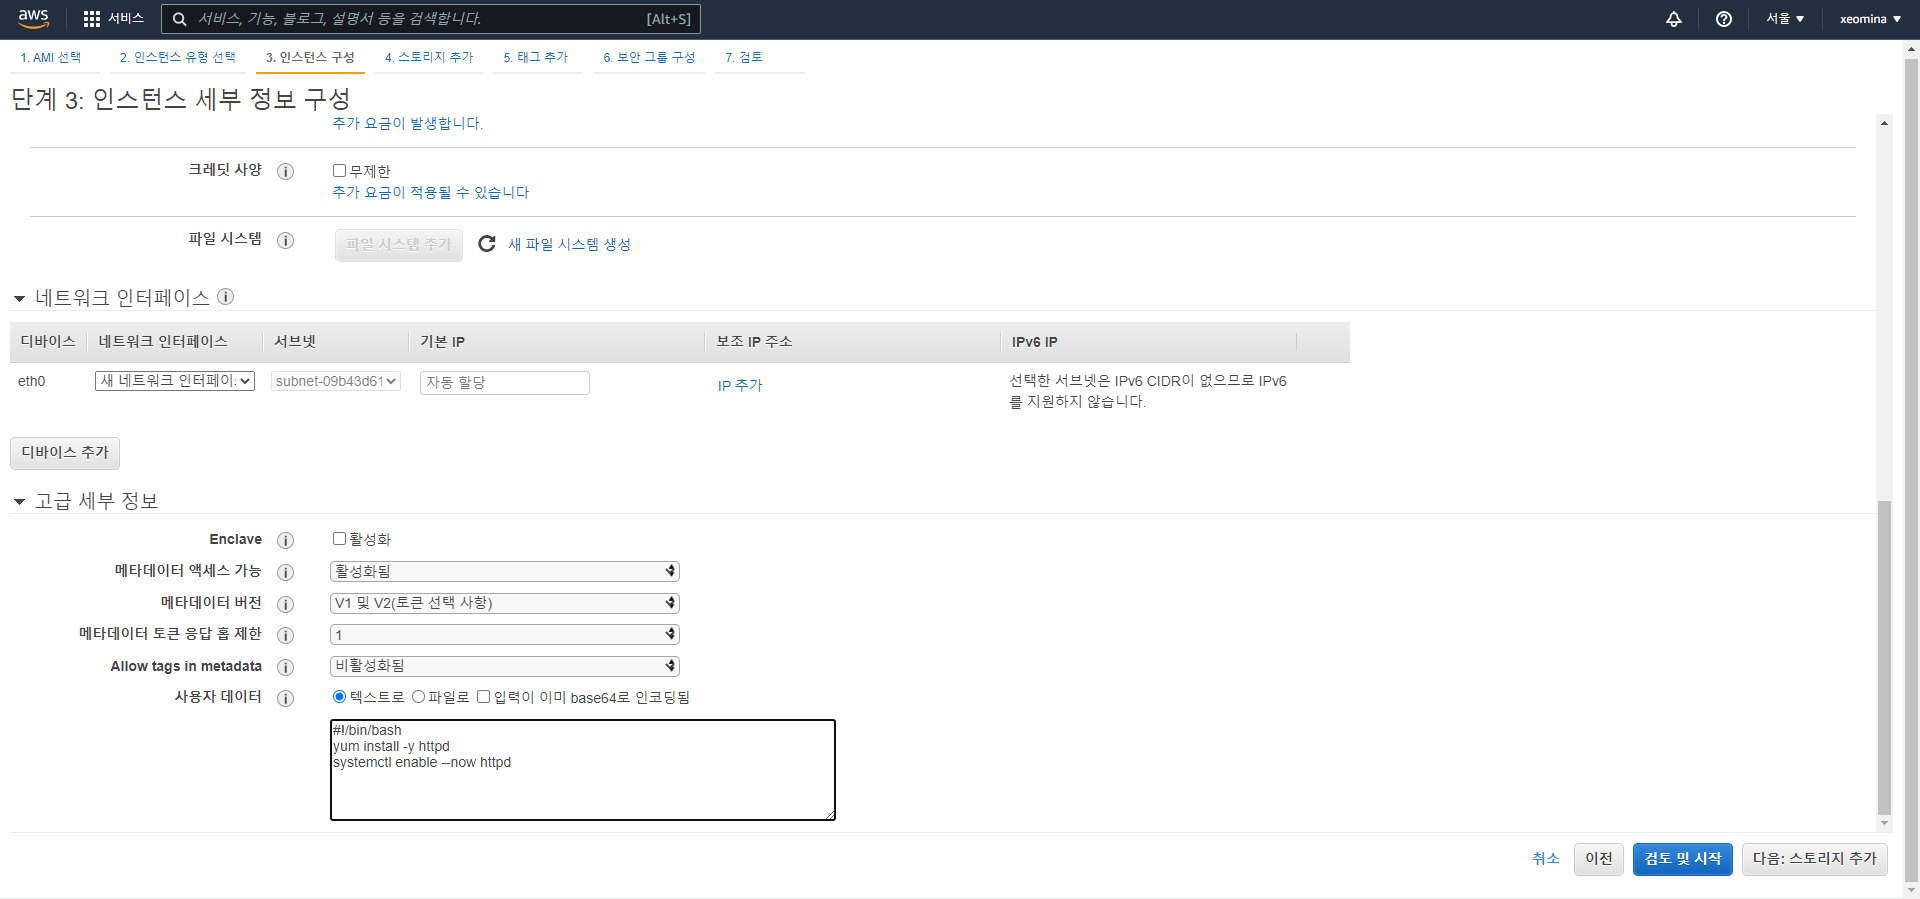 aws 서비스 서비스, 기능, 블로그, 설명서 등을 검색합니다. [Alt+S] 서울 ▼ xeomina ▼
1. AMI 선택 2. 인스턴스 유형 선택 3. 인스턴스 구성 4. 스토리지 추가 5. 태그 추가 6. 보안 그룹 구성 7. 검토
단계 3: 인스턴스 세부 정보 구성
추가 요금이 발생합니다.
크레딧 사양 i 무제한
추가 요금이 적용될 수 있습니다
파일 시스템 i 파일 시스템 추가 새 파일 시스템 생성
네트워크 인터페이스 i
디바이스 네트워크 인터페이스 서브넷 기본 IP 보조 IP 주소 IPv6 IP
eth0 새 네트워크 인터페이 subnet-09b43d61 자동 할당 IP 추가 선택한 서브넷은 IPv6 CIDR이 없으므로 IPv6
를 지원하지 않습니다.
디바이스 추가
고급 세부 정보
Enclave i 활성화
메타데이터 액세스 가능 i 활성화됨
메타데이터 버전 i V1 및 V2(토큰 선택 사항)
메타데이터 토큰 응답 홉 제한 i 1
Allow tags in metadata i 비활성화됨
사용자 데이터 i 텍스트로 파일로 입력이 이미 base64로 인코딩됨
#!/bin/bash
yum install -y httpd
systemctl enable --now httpd
취소 이전 검토 및 시작 다음: 스토리지 추가